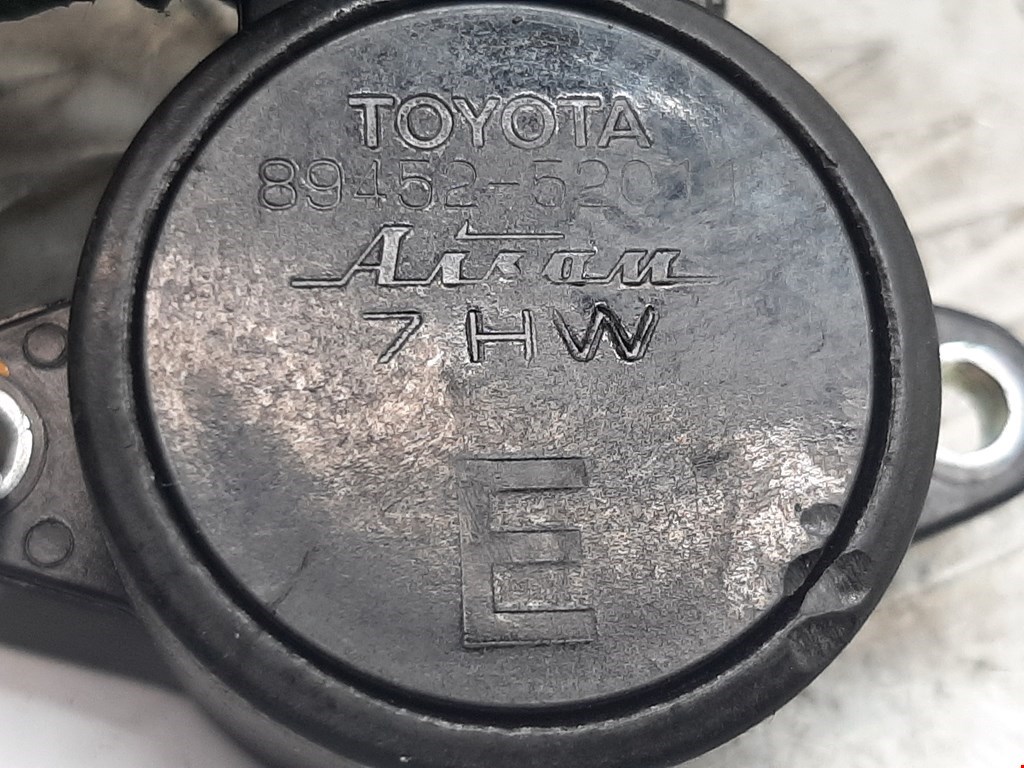 TOYOTA
89452-52011
Aisan
7HW
E